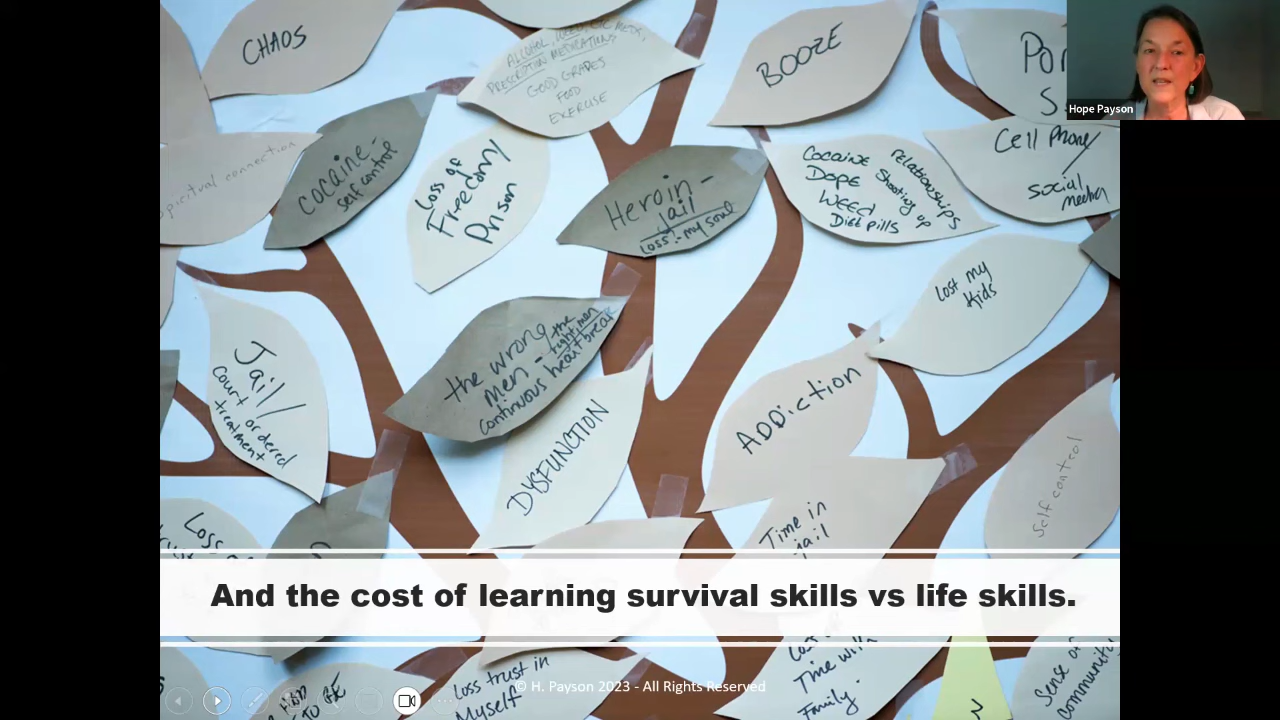 CHAOS
ALCOHOL,
PRESCRIPTION MEDICATIONS
GOOD GRADES
FOOD
EXERCISE
BOOZE
Por
S
Hope Payson
spiritual connection
cocaine -
self control
Loss of
Freedom/
Prison
Heroin -
jail
Loss: - my soul
Cocaine
Dope
WEED
Diet pills
Relationships
Shooting up
Cell Phone/
social
media
Lost my
kids
the wrong
men -
the
right men
continuous heart break
Jail/
court ordered
treatment
DYSFUNCTION
ADDiction
Self control
Time in
jail
Loss
And the cost of learning survival skills vs life skills.
Loss trust in
Myself
Time with
Family.
Sense of
community
© H. Payson 2023 - All Rights Reserved